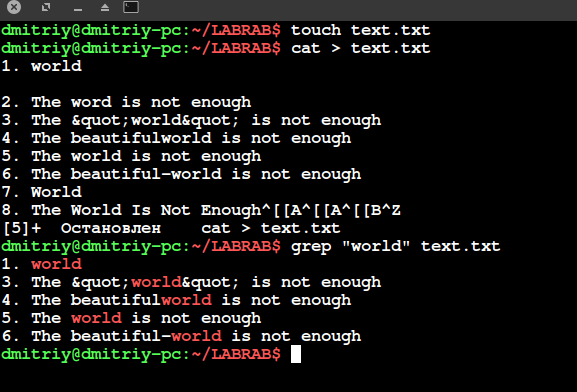 dmitriy@dmitriy-pc:~/LABRAB$ touch text.txt
dmitriy@dmitriy-pc:~/LABRAB$ cat > text.txt
1. world
2. The word is not enough
3. The &quot;world&quot; is not enough
4. The beautifulworld is not enough
5. The world is not enough
6. The beautiful-world is not enough
7. World
8. The World Is Not Enough^[[A^[[A^[[B^Z
[5]+  Остановлен    cat > text.txt
dmitriy@dmitriy-pc:~/LABRAB$ grep "world" text.txt
1. world
3. The &quot;world&quot; is not enough
4. The beautifulworld is not enough
5. The world is not enough
6. The beautiful-world is not enough
dmitriy@dmitriy-pc:~/LABRAB$